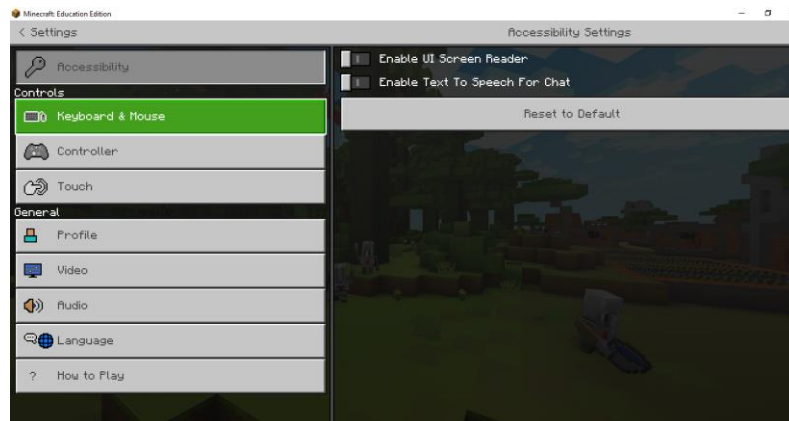 Minecraft: Education Edition
< Settings
Accessibility Settings
Accessibility
Controls
Keyboard & Mouse
Controller
Touch
General
Profile
Video
Audio
Language
? How to Play
Enable UI Screen Reader
Enable Text To Speech For Chat
Reset to Default